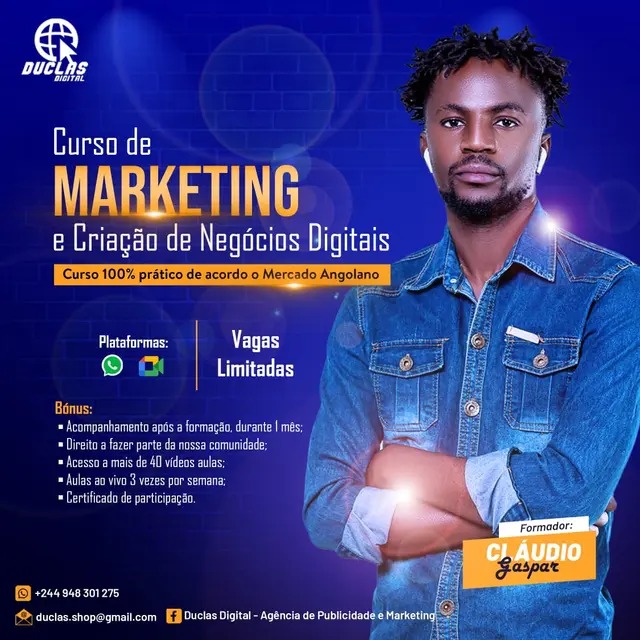 DUCLAS
DIGITAL
Curso de
MARKETING
e Criação de Negócios Digitais
Curso 100% prático de acordo o Mercado Angolano
Plataformas:
Vagas
Limitadas
Bónus:
▪ Acompanhamento após a formação, durante 1 mês;
▪ Direito a fazer parte da nossa comunidade;
▪ Acesso a mais de 40 vídeos aulas;
▪ Aulas ao vivo 3 vezes por semana;
▪ Certificado de participação.
Formador:
CLÁUDIO
Gaspar
+244 948 301 275
duclas.shop@gmail.com
Duclas Digital - Agência de Publicidade e Marketing